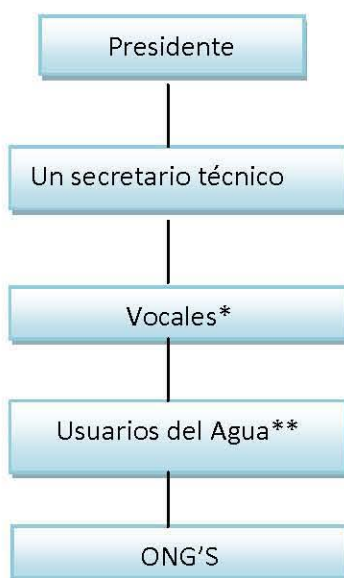 Presidente
Un secretario técnico
Vocales*
Usuarios del Agua**
ONG'S